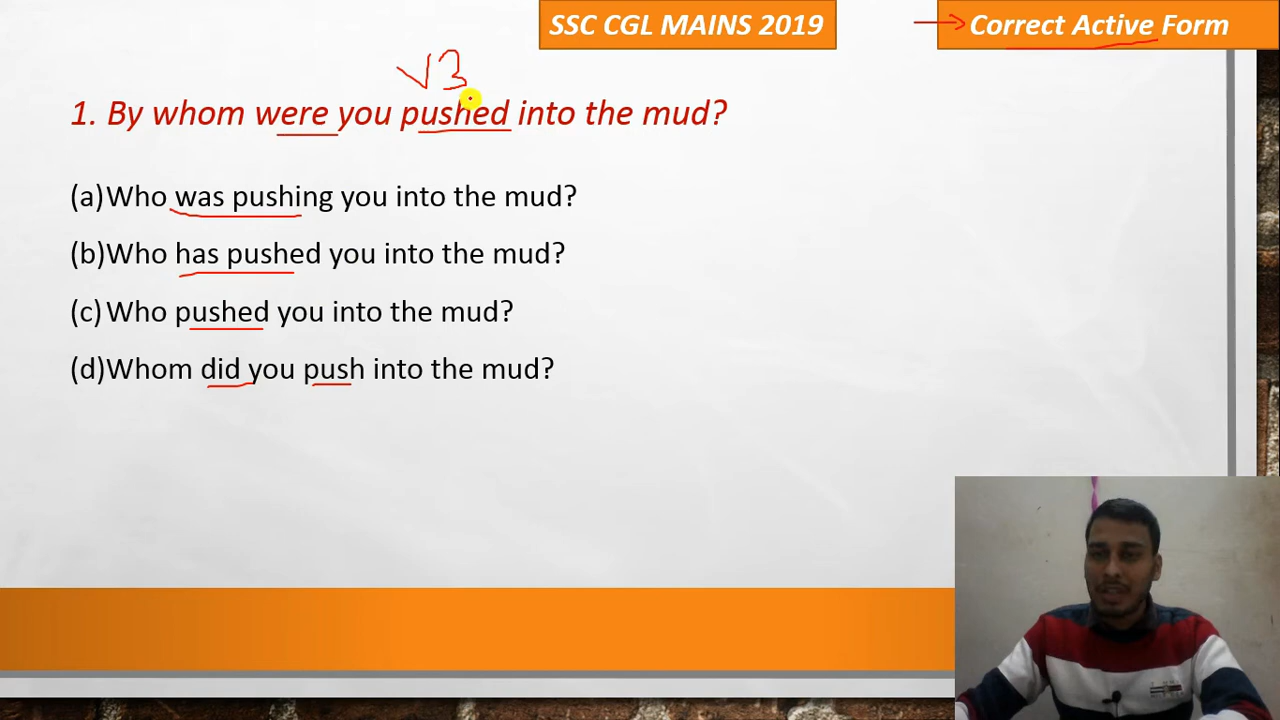 SSC CGL MAINS 2019
Correct Active Form
V3
1. By whom were you pushed into the mud?
(a)Who was pushing you into the mud?
(b)Who has pushed you into the mud?
(c) Who pushed you into the mud?
(d)Whom did you push into the mud?